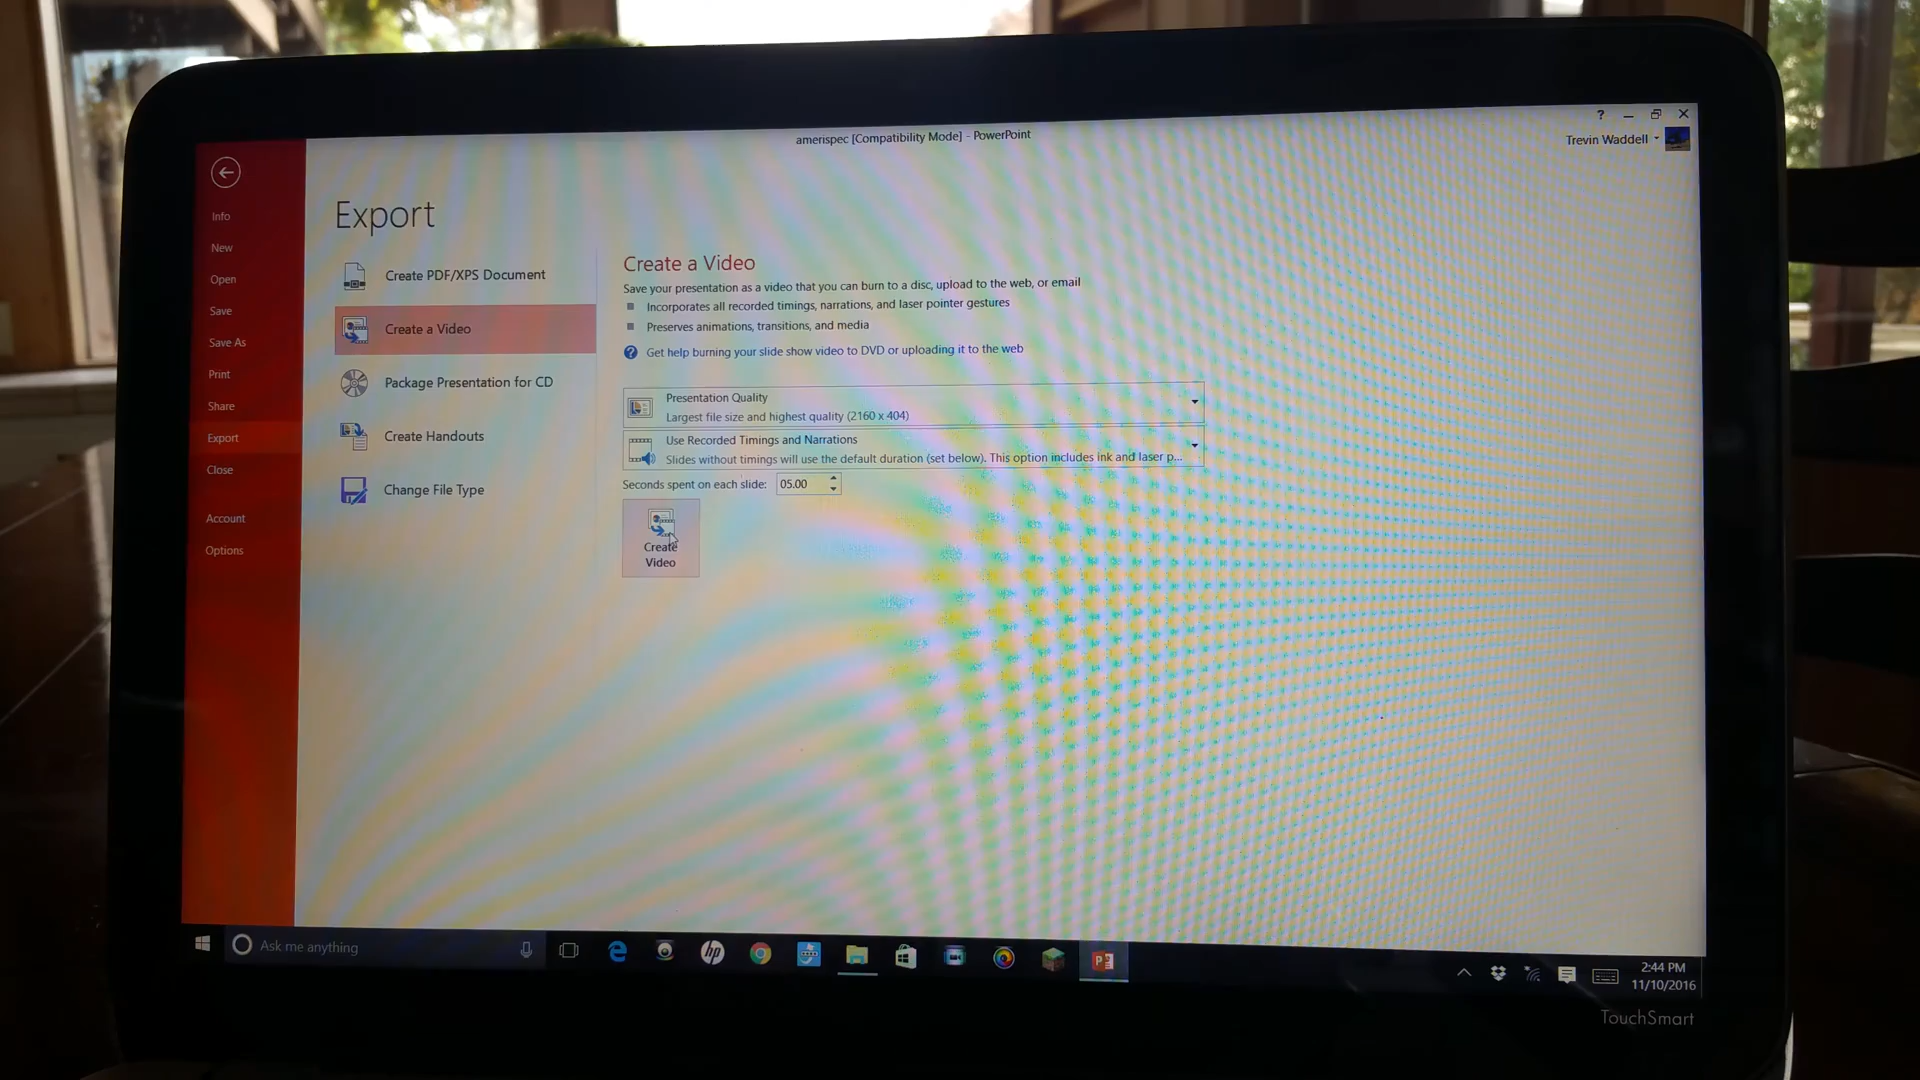 amerispec [Compatibility Mode] - PowerPoint
?
Trevin Waddell
Info
New
Open
Save
Save As
Print
Share
Export
Close
Account
Options
Export
Create PDF/XPS Document
Create a Video
Package Presentation for CD
Create Handouts
Change File Type
Create a Video
Save your presentation as a video that you can burn to a disc, upload to the web, or email
Incorporates all recorded timings, narrations, and laser pointer gestures
Preserves animations, transitions, and media
? Get help burning your slide show video to DVD or uploading it to the web
Presentation Quality
Largest file size and highest quality (2160 x 404)
Use Recorded Timings and Narrations
Slides without timings will use the default duration (set below). This option includes ink and laser p...
Seconds spent on each slide: 05.00
Create
Video
Ask me anything
hp
P
2:44 PM
11/10/2016
TouchSmart